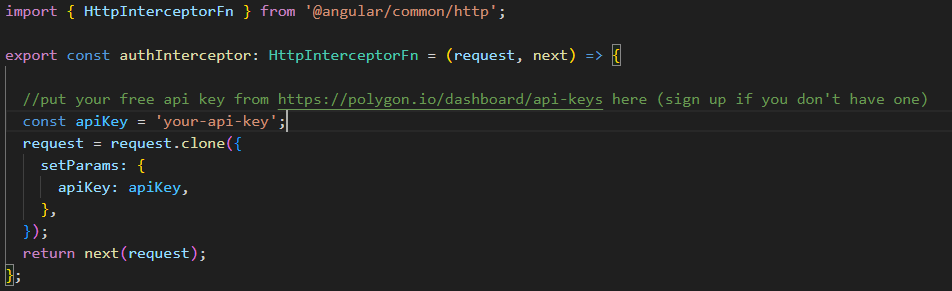 import { HttpInterceptorFn } from '@angular/common/http';
export const authInterceptor: HttpInterceptorFn = (request, next) => {
//put your free api key from https://polygon.io/dashboard/api-keys here (sign up if you don't have one)
const apiKey = 'your-api-key';
request = request.clone({
setParams: {
apiKey: apiKey,
},
});
return next(request);
};